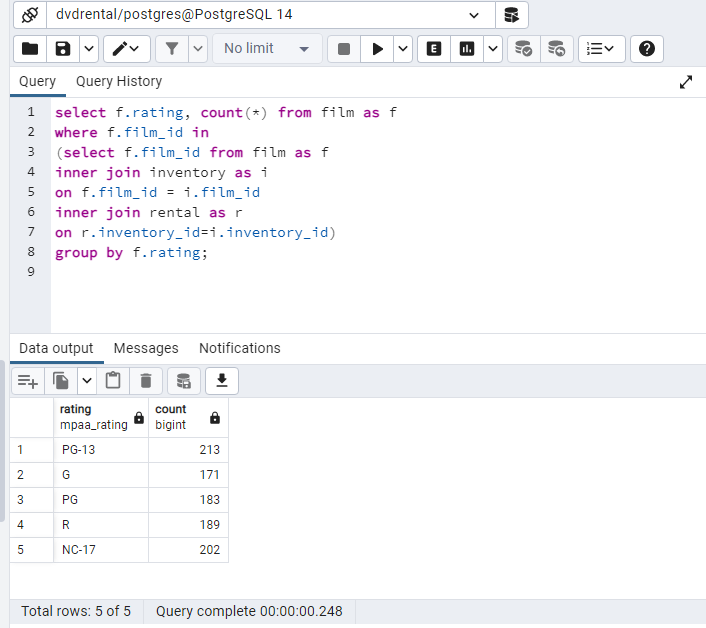 dvdrental/postgres@PostgreSQL 14
No limit
E
Query Query History
1 select f.rating, count(*) from film as f
2 where f.film_id in
3 (select f.film_id from film as f
4 inner join inventory as i
5 on f.film_id = i.film_id
6 inner join rental as r
7 on r.inventory_id=i.inventory_id)
8 group by f.rating;
9
Data output Messages Notifications
rating count
mpaa_rating bigint
1 PG-13 213
2 G 171
3 PG 183
4 R 189
5 NC-17 202
Total rows: 5 of 5 Query complete 00:00:00.248